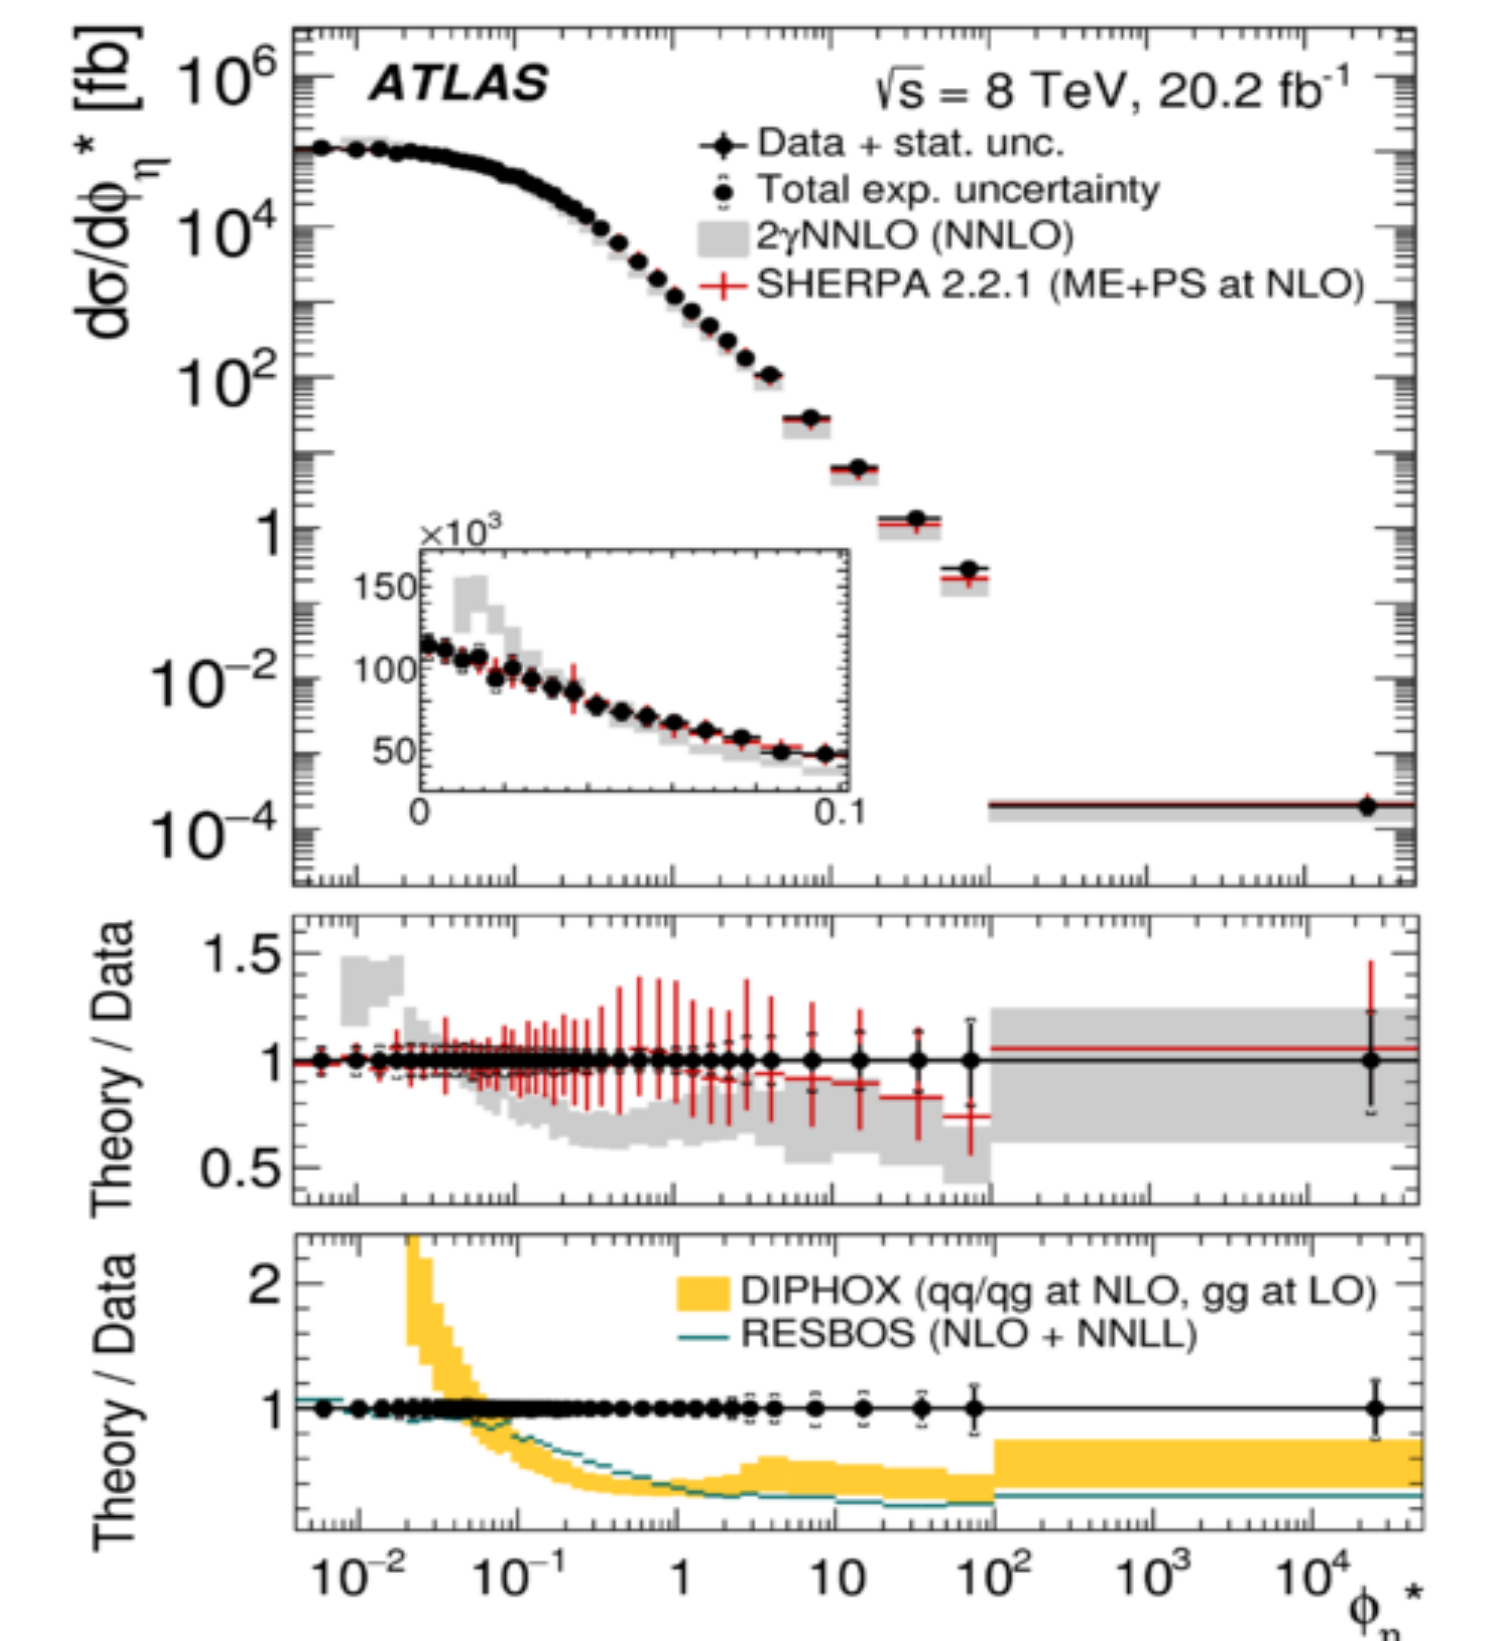 dσ/dφη* [fb]
ATLAS
√s = 8 TeV, 20.2 fb⁻¹
Data + stat. unc.
Total exp. uncertainty
2γNNLO (NNLO)
SHERPA 2.2.1 (ME+PS at NLO)
10⁶
10⁴
10²
1
10⁻²
10⁻⁴
×10³
150
100
50
0
0.1
Theory / Data
1.5
1
0.5
Theory / Data
2
1
DIPHOX (qq/qg at NLO, gg at LO)
RESBOS (NLO + NNLL)
10⁻² 10⁻¹ 1 10 10² 10³ 10⁴
φη*